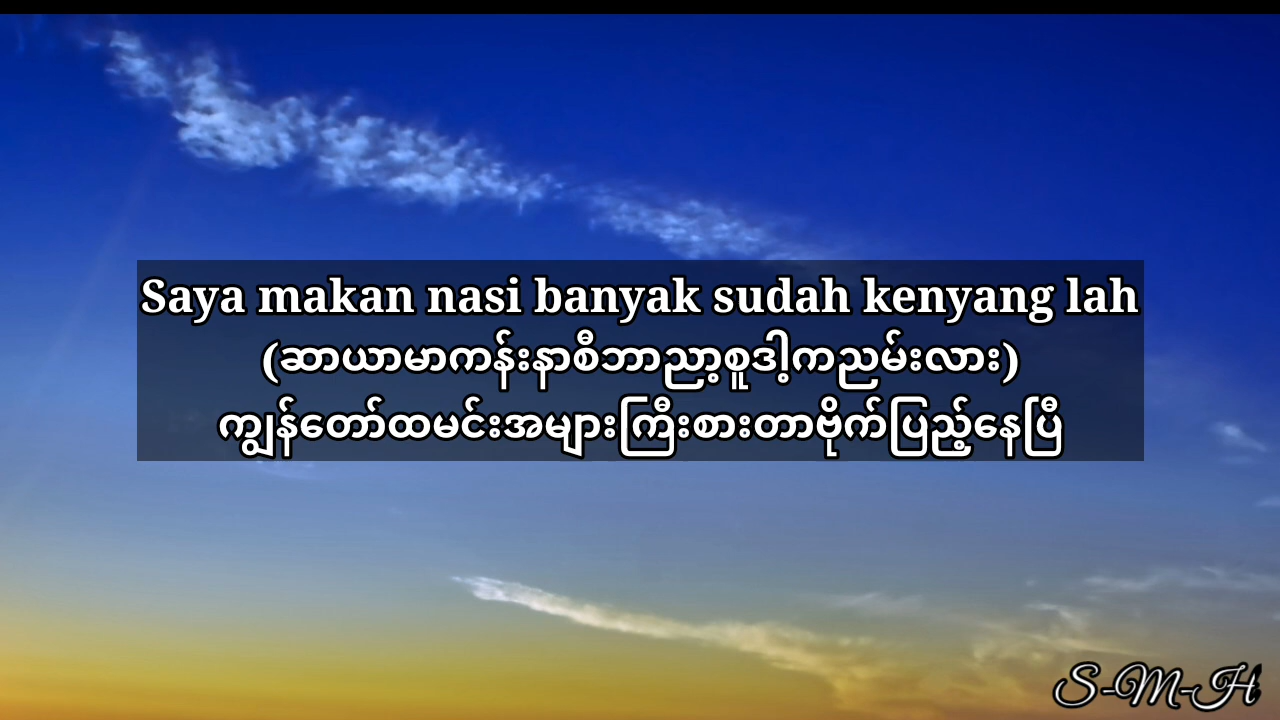 Saya makan nasi banyak sudah kenyang lah
(ဆာယာမာကန်းနာစီဘာညာ့စူဒါ့ကညမ်းလား)
ကျွန်တော်ထမင်းအများကြီးစားတာဗိုက်ပြည့်နေပြီ
S-M-H